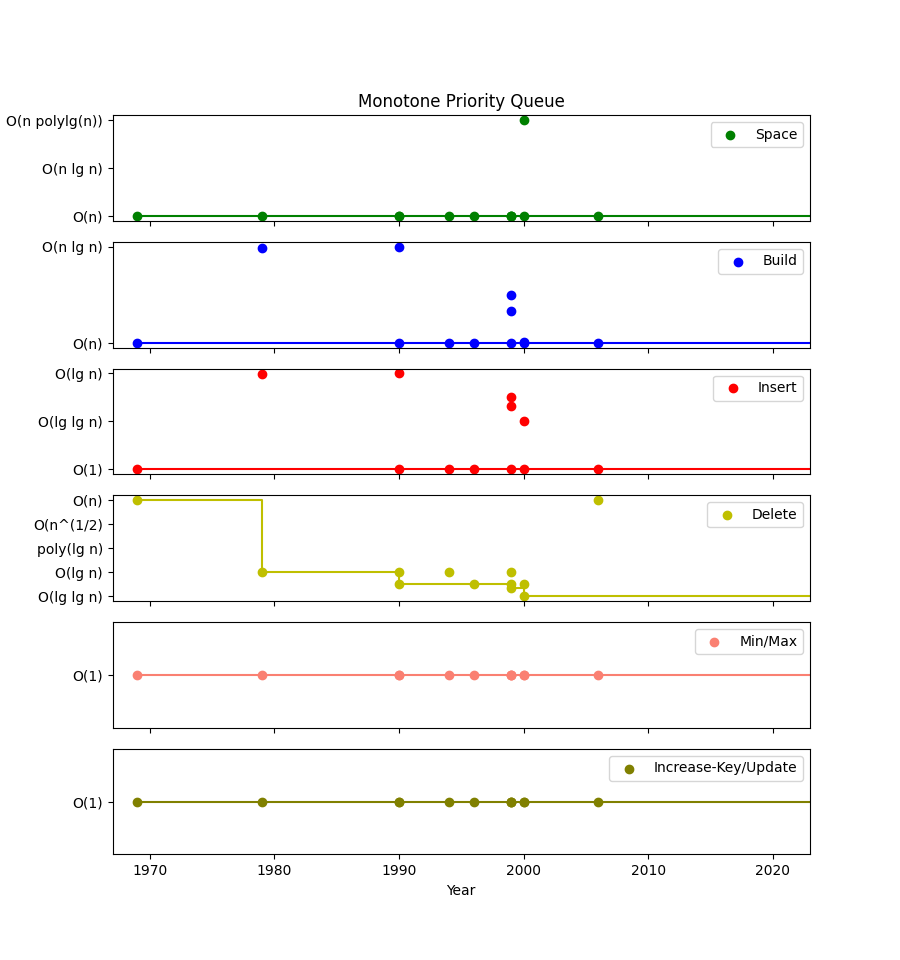 Monotone Priority Queue
O(n polylg(n))
O(n lg n)
O(n)
Space
O(n lg n)
O(n)
Build
O(lg n)
O(lg lg n)
O(1)
Insert
O(n)
O(n^(1/2)
poly(lg n)
O(lg n)
O(lg lg n)
Delete
O(1)
Min/Max
O(1)
Increase-Key/Update
1970 1980 1990 2000 2010 2020
Year